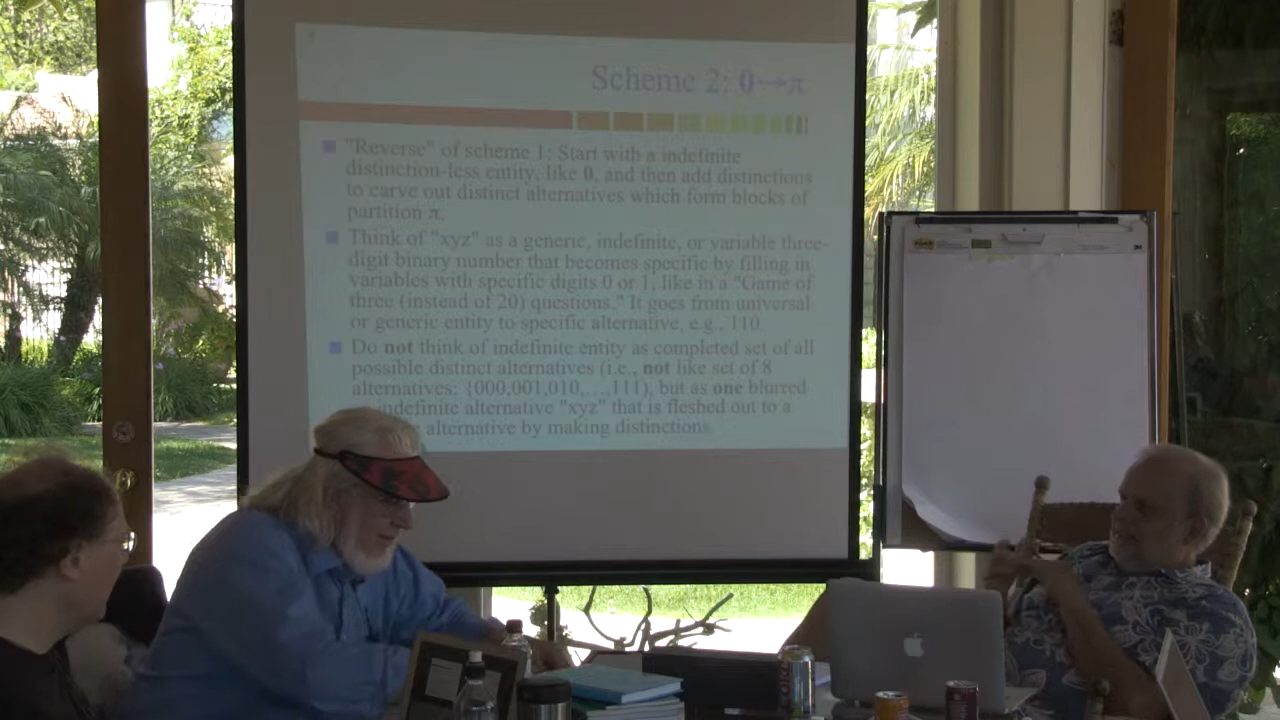 Scheme 2: 0→π
"Reverse" of scheme 1: Start with a indefinite
distinction-less entity, like 0, and then add distinctions
to carve out distinct alternatives which form blocks of
partition π.
Think of "xyz" as a generic, indefinite, or variable three-
digit binary number that becomes specific by filling in
variables with specific digits 0 or 1, like in a "Game of
three (instead of 20) questions." It goes from universal
or generic entity to specific alternative, e.g., 110.
Do not think of indefinite entity as completed set of all
possible distinct alternatives (i.e., not like set of 8
alternatives: {000,001,010,...,111), but as one blurred
indefinite alternative "xyz" that is fleshed out to a
alternative by making distinctions